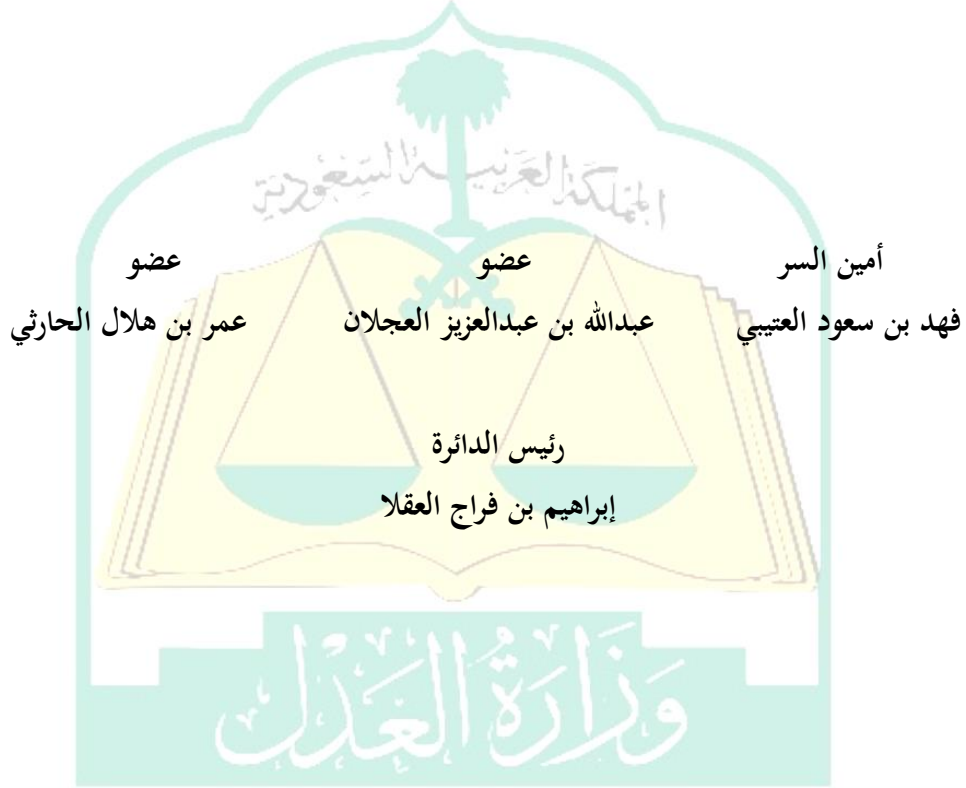 المملكة العربية السعودية
أمين السر عضو عضو
فهد بن سعود العتيبي عبدالله بن عبدالعزيز العجلان عمر بن هلال الحارثي
رئيس الدائرة
إبراهيم بن فراج العقلا
وزارة العدل